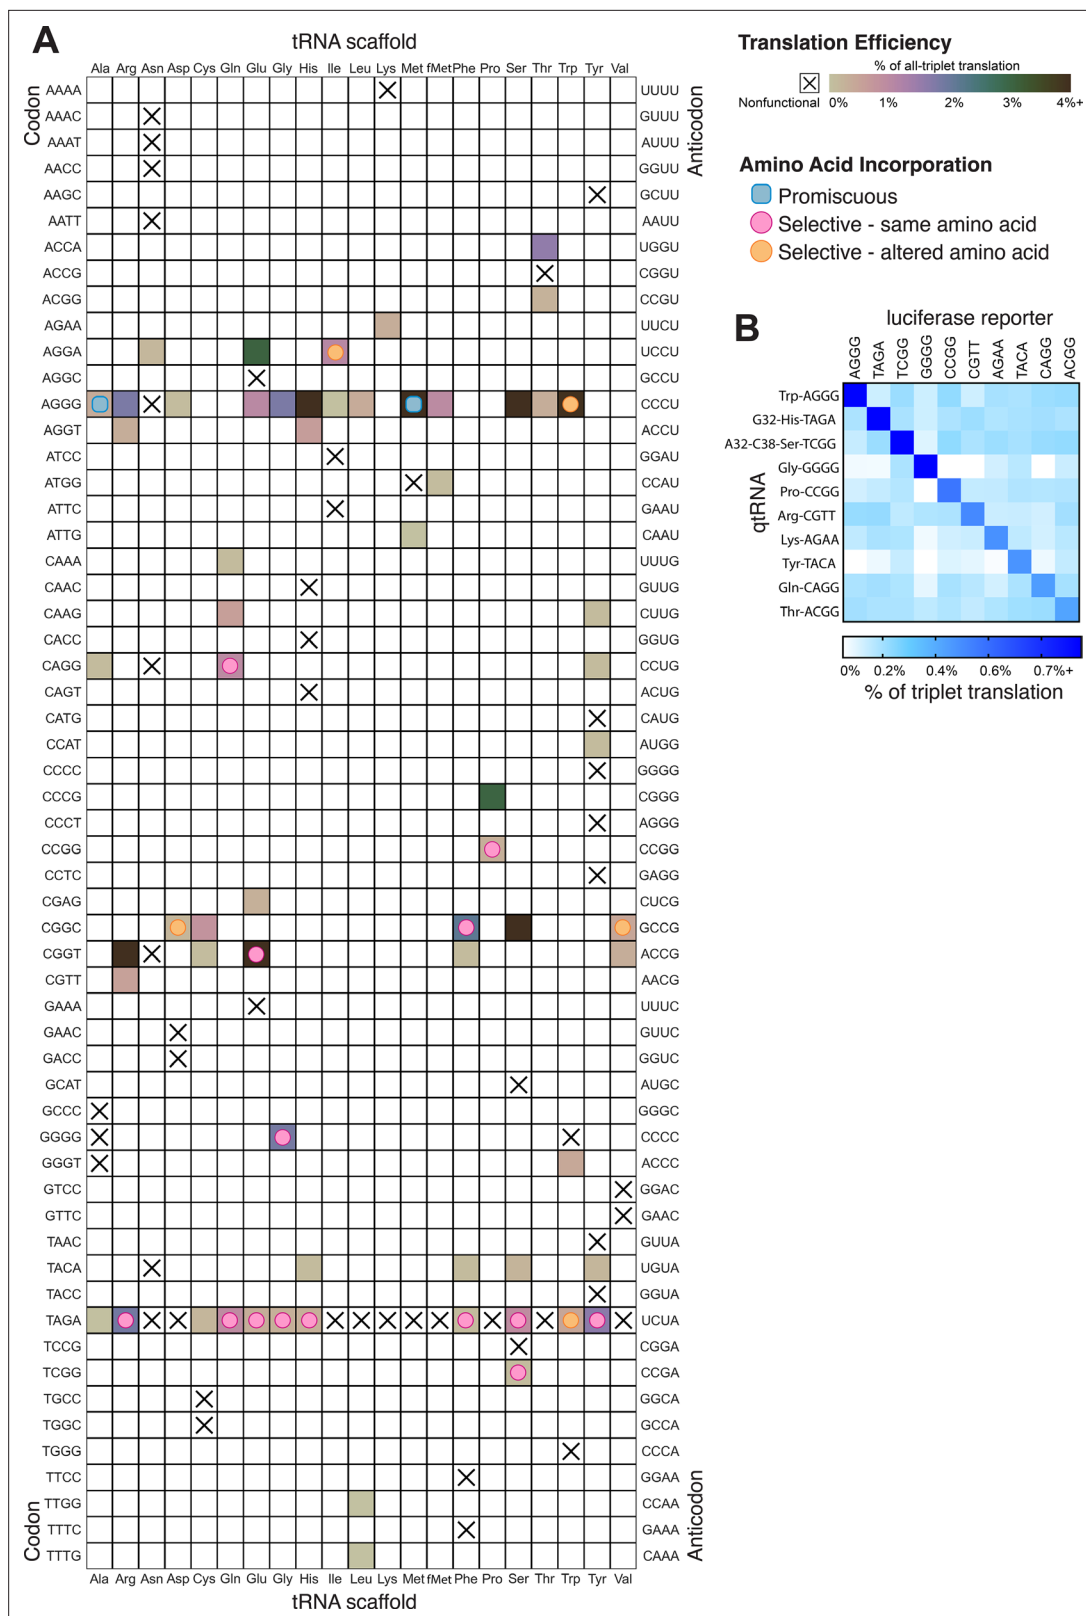 A
tRNA scaffold
Ala Arg Asn Asp Cys Gln Glu Gly His Ile Leu Lys Met fMet Phe Pro Ser Thr Trp Tyr Val
Codon
Anticodon
AAAA UUUU
AAAC GUUU
AAAT AUUU
AACC GGUU
AAGC GCUU
AATT AAUU
ACCA UGGU
ACCG CGGU
ACGG CCGU
AGAA UUCU
AGGA UCCU
AGGC GCCU
AGGG CCCU
AGGT ACCU
ATCC GGAU
ATGG CCAU
ATTC GAAU
ATTG CAAU
CAAA UUUG
CAAC GUUG
CAAG CUUG
CACC GGUG
CAGG CCUG
CAGT ACUG
CATG CAUG
CCAT AUGG
CCCC GGGG
CCCG CGGG
CCCT AGGG
CCGG CCGG
CCTC GAGG
CGAG CUCG
CGGC GCCG
CGGT ACCG
CGTT AACG
GAAA UUUC
GAAC GUUC
GACC GGUC
GCAT AUGC
GCCC GGGC
GGGG CCCC
GGGT ACCC
GTCC GGAC
GTTC GAAC
TAAC GUUA
TACA UGUA
TACC GGUA
TAGA UCUA
TCCG CGGA
TCGG CCGA
TGCC GGCA
TGGC GCCA
TGGG CCCA
TTCC GGAA
TTGG CCAA
TTTC GAAA
TTTG CAAA
Codon
Anticodon
Ala Arg Asn Asp Cys Gln Glu Gly His Ile Leu Lys Met fMet Phe Pro Ser Thr Trp Tyr Val
tRNA scaffold
Translation Efficiency
% of all-triplet translation
Nonfunctional 0% 1% 2% 3% 4%+
Amino Acid Incorporation
Promiscuous
Selective - same amino acid
Selective - altered amino acid
B
luciferase reporter
AGGG TAGA TCGG GGGG CCGG CGTT AGAA TACA CAGG ACGG
qtRNA
Trp-AGGG
G32-His-TAGA
A32-C38-Ser-TCGG
Gly-GGGG
Pro-CCGG
Arg-CGTT
Lys-AGAA
Tyr-TACA
Gln-CAGG
Thr-ACGG
0% 0.2% 0.4% 0.6% 0.7%+
% of triplet translation